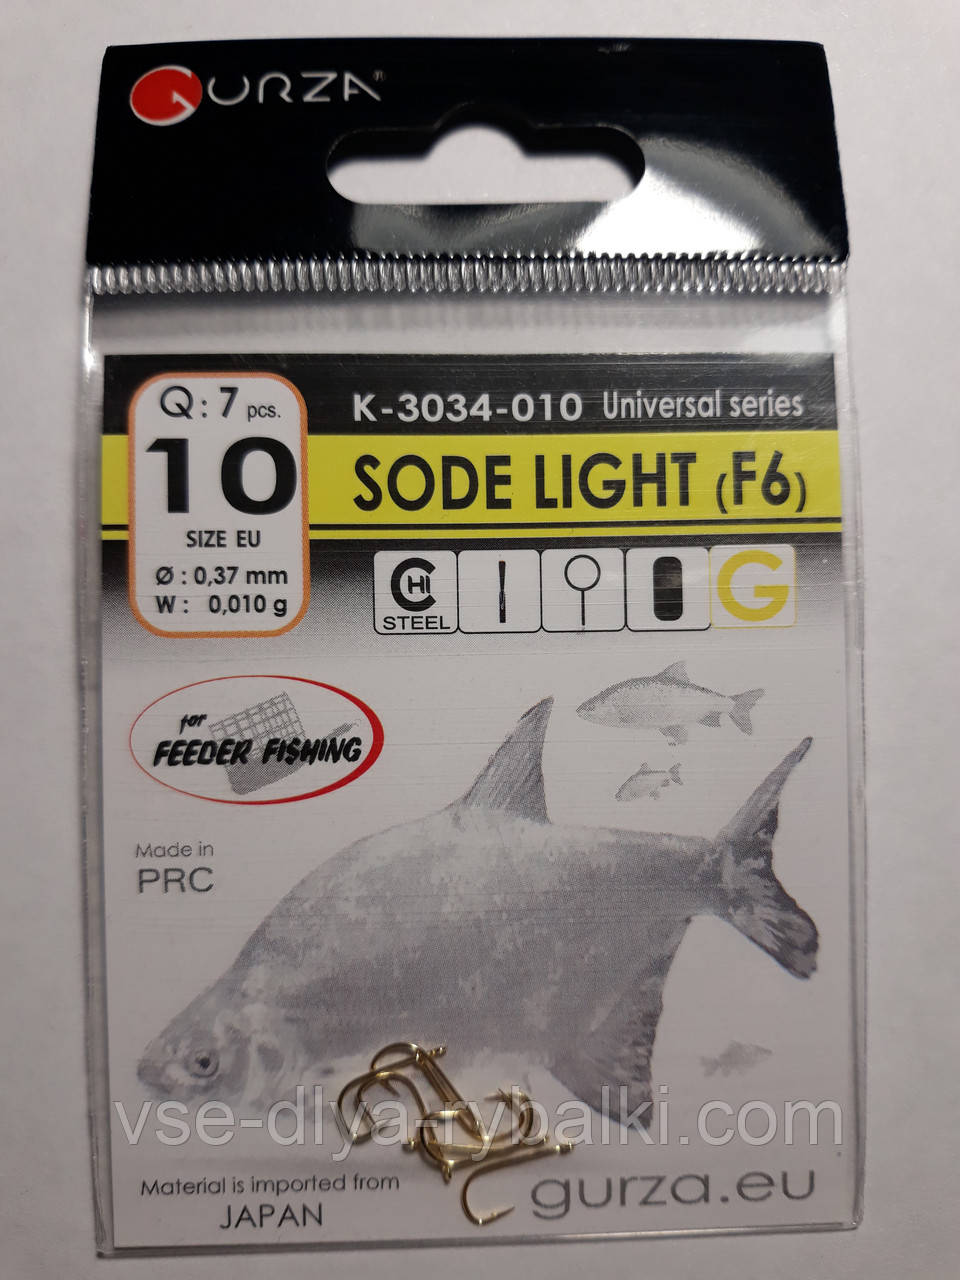 GURZA®
Q: 7 pcs.
10
SIZE EU
Ø: 0,37 mm
W: 0,010 g
K-3034-010 Universal series
SODE LIGHT (F6)
CHI
STEEL
G
for
FEEDER FISHING
Made in
PRC
vse-dlya-rybalki.com
Material is imported from
JAPAN
gurza.eu